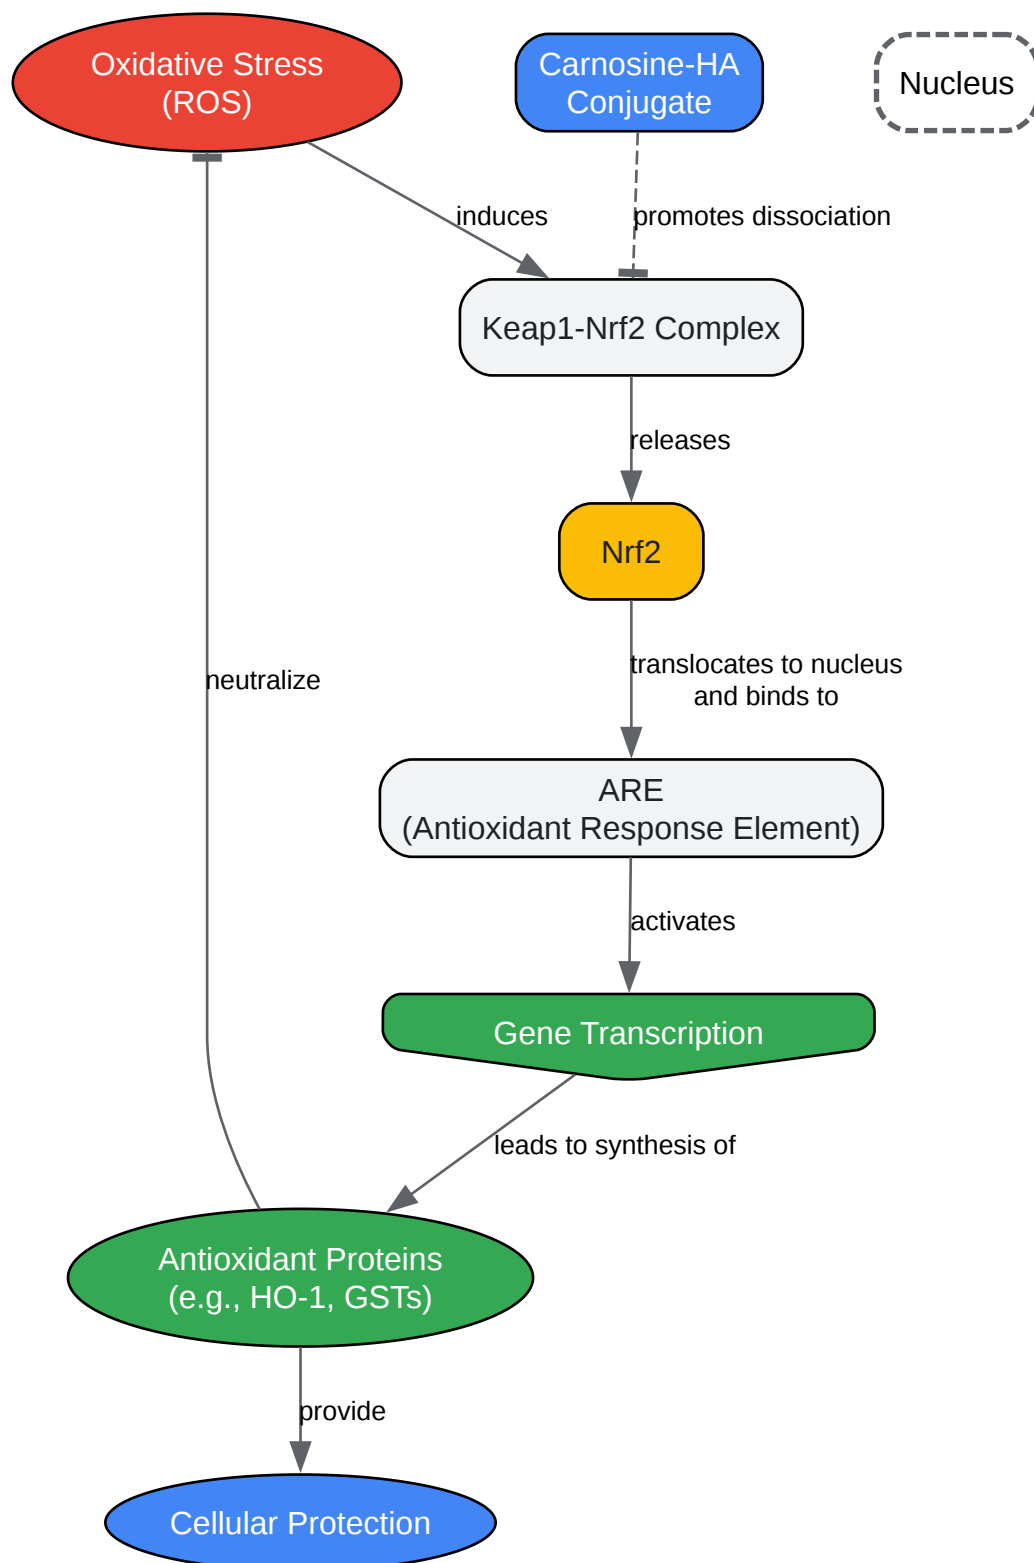 Oxidative Stress
(ROS)
Carnosine-HA
Conjugate
Nucleus
induces
promotes dissociation
Keap1-Nrf2 Complex
releases
Nrf2
translocates to nucleus
and binds to
neutralize
ARE
(Antioxidant Response Element)
activates
Gene Transcription
leads to synthesis of
Antioxidant Proteins
(e.g., HO-1, GSTs)
provide
Cellular Protection